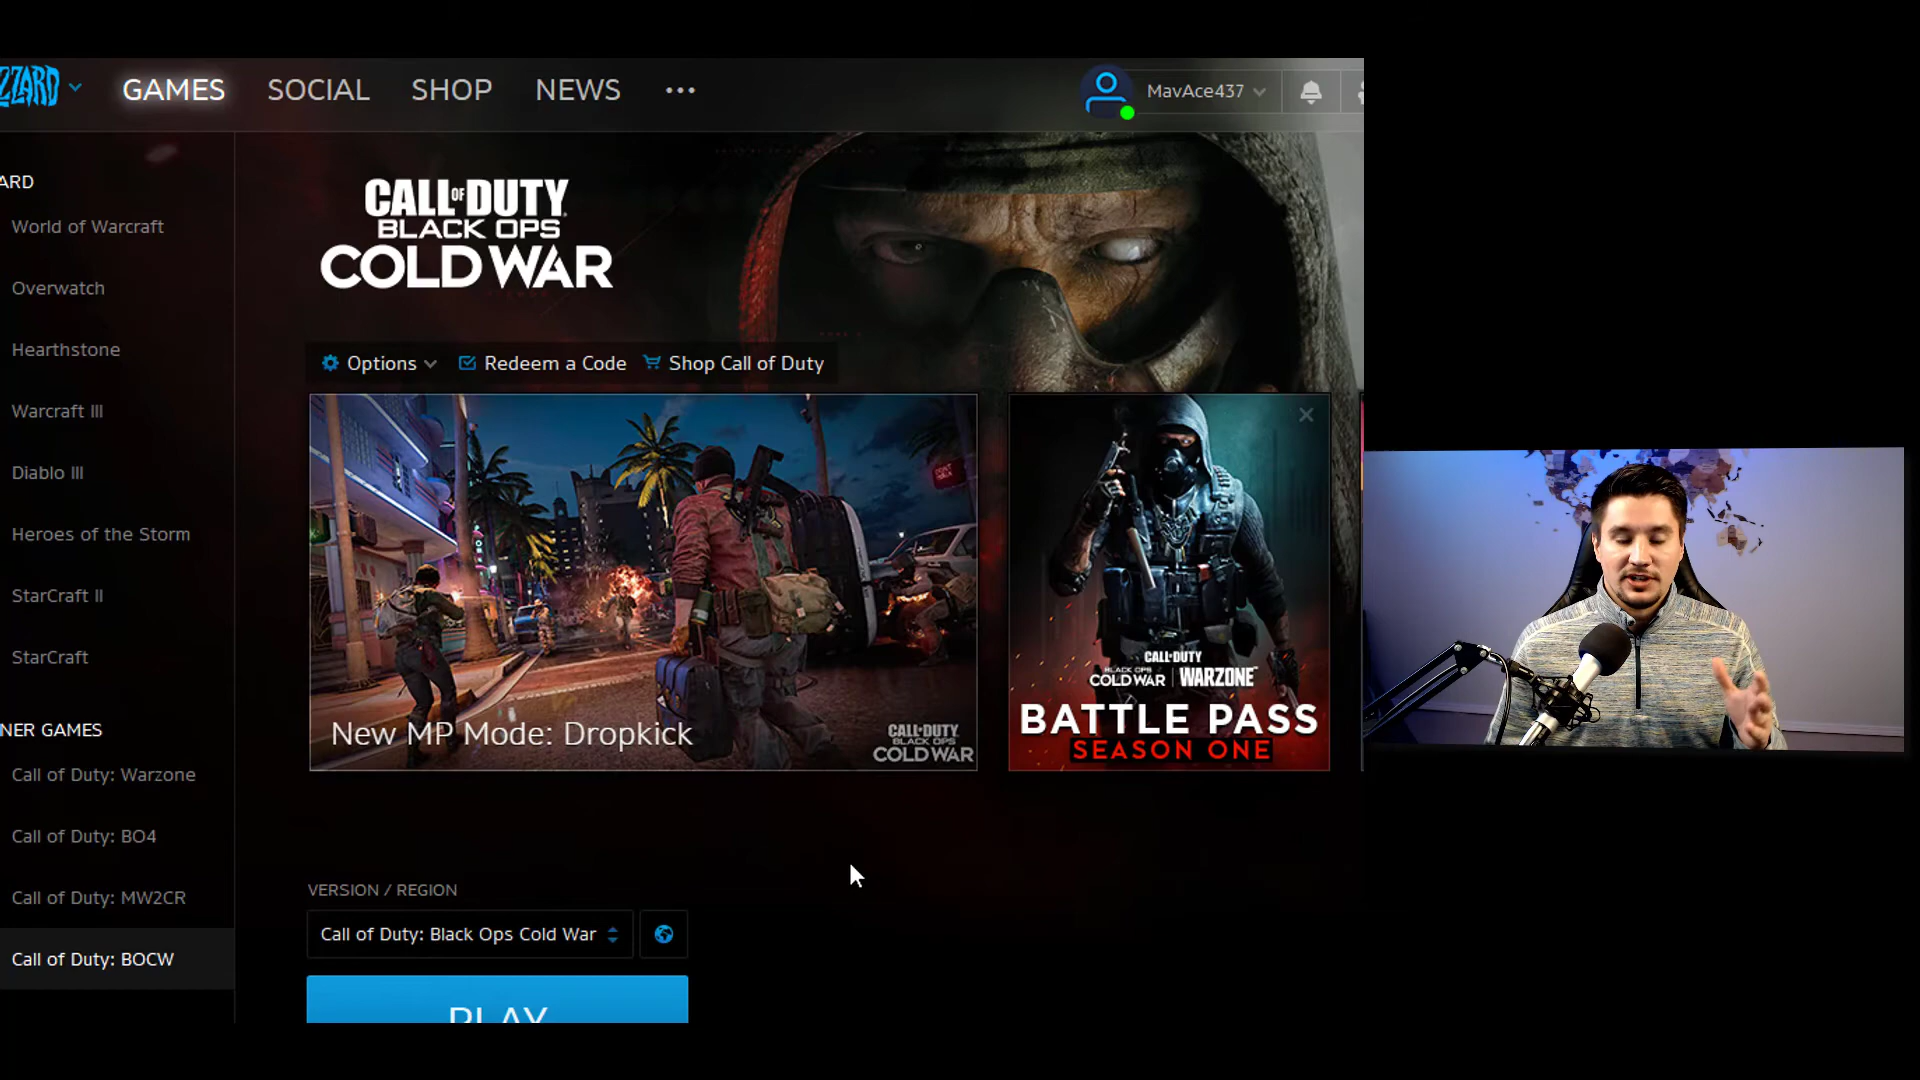 ZZARD
GAMES
SOCIAL
SHOP
NEWS
MavAce437
ARD
World of Warcraft
Overwatch
Hearthstone
Warcraft III
Diablo III
Heroes of the Storm
StarCraft II
StarCraft
NER GAMES
Call of Duty: Warzone
Call of Duty: BO4
Call of Duty: MW2CR
Call of Duty: BOCW
CALL OF DUTY
BLACK OPS
COLD WAR
Options
Redeem a Code
Shop Call of Duty
New MP Mode: Dropkick
CALL OF DUTY
BLACK OPS
COLD WAR
CALL OF DUTY
BLACK OPS
COLD WAR | WARZONE
BATTLE PASS
SEASON ONE
VERSION / REGION
Call of Duty: Black Ops Cold War
PLAY